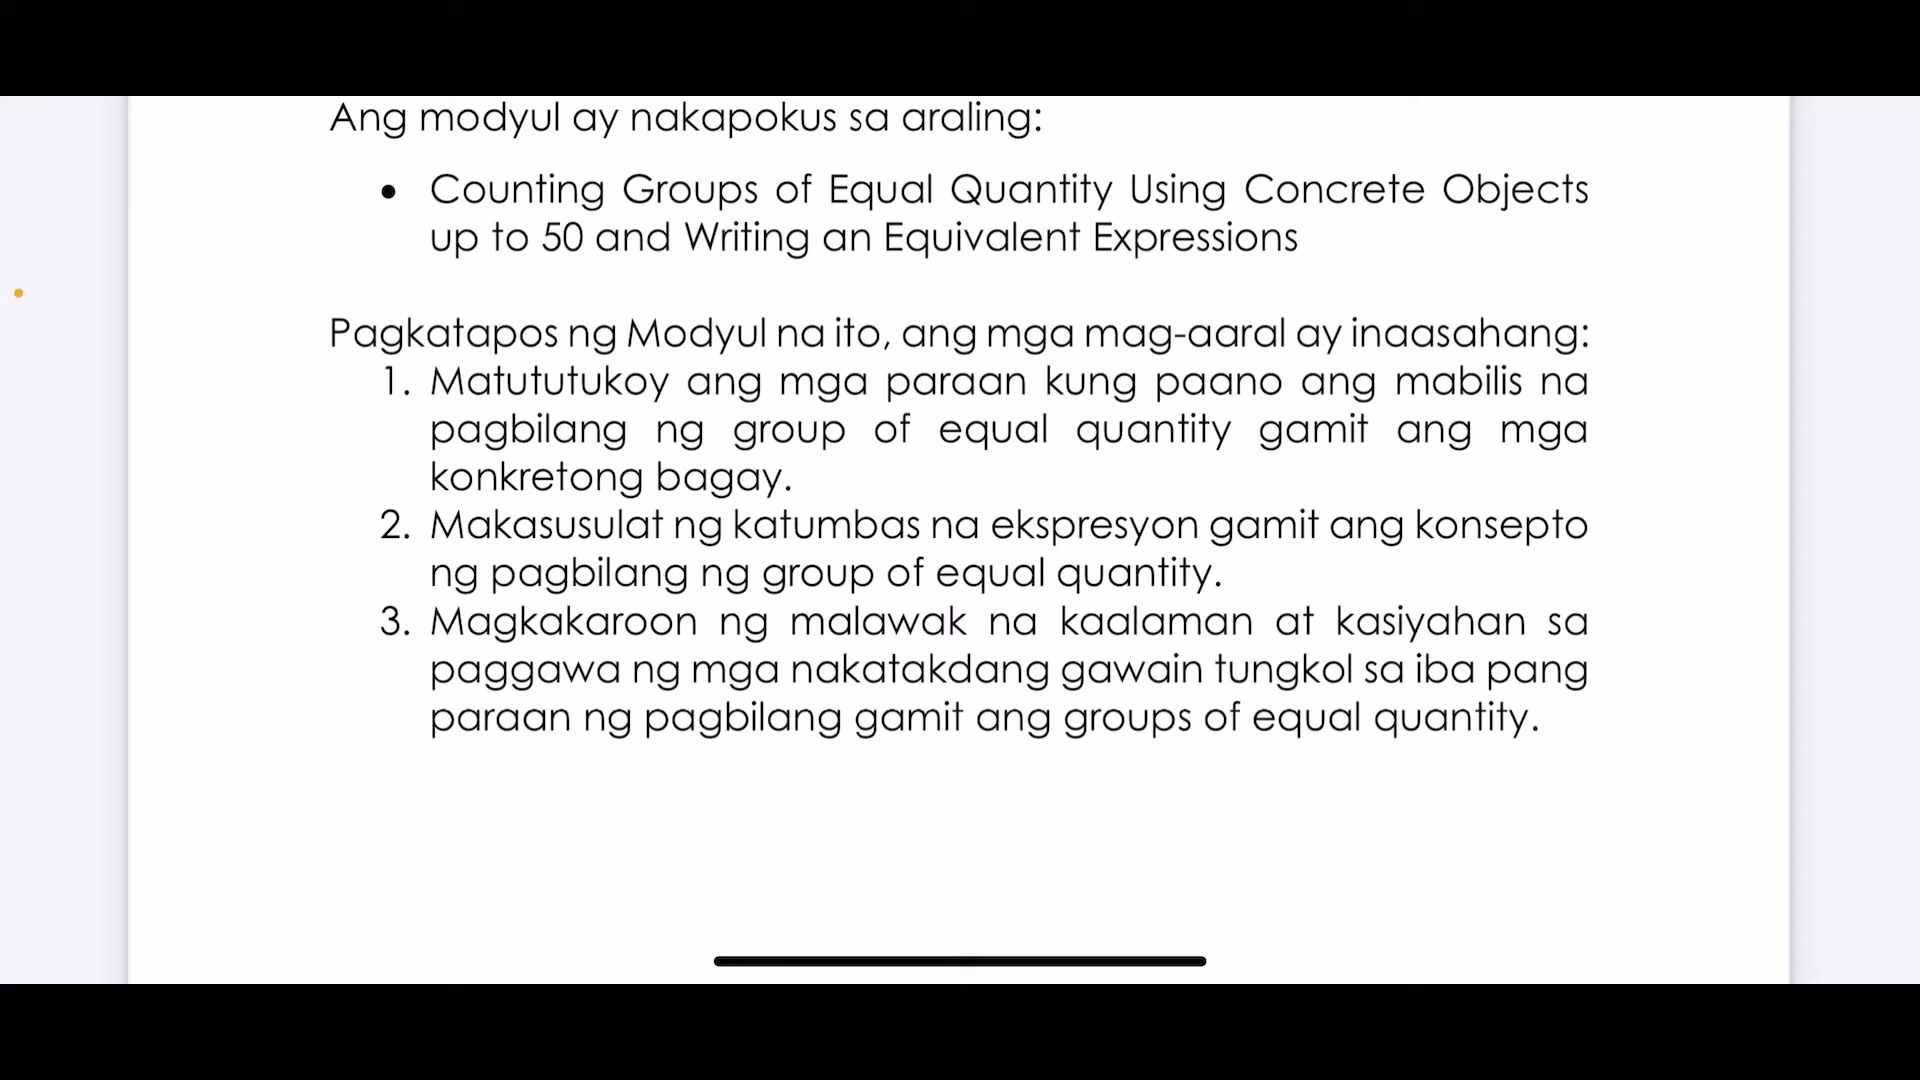 Ang modyul ay nakapokus sa araling:
• Counting Groups of Equal Quantity Using Concrete Objects
up to 50 and Writing an Equivalent Expressions
Pagkatapos ng Modyul na ito, ang mga mag-aaral ay inaasahang:
1. Matututukoy ang mga paraan kung paano ang mabilis na
pagbilang ng group of equal quantity gamit ang mga
konkretong bagay.
2. Makasusulat ng katumbas na ekspresyon gamit ang konsepto
ng pagbilang ng group of equal quantity.
3. Magkakaroon ng malawak na kaalaman at kasiyahan sa
paggawa ng mga nakatakdang gawain tungkol sa iba pang
paraan ng pagbilang gamit ang groups of equal quantity.